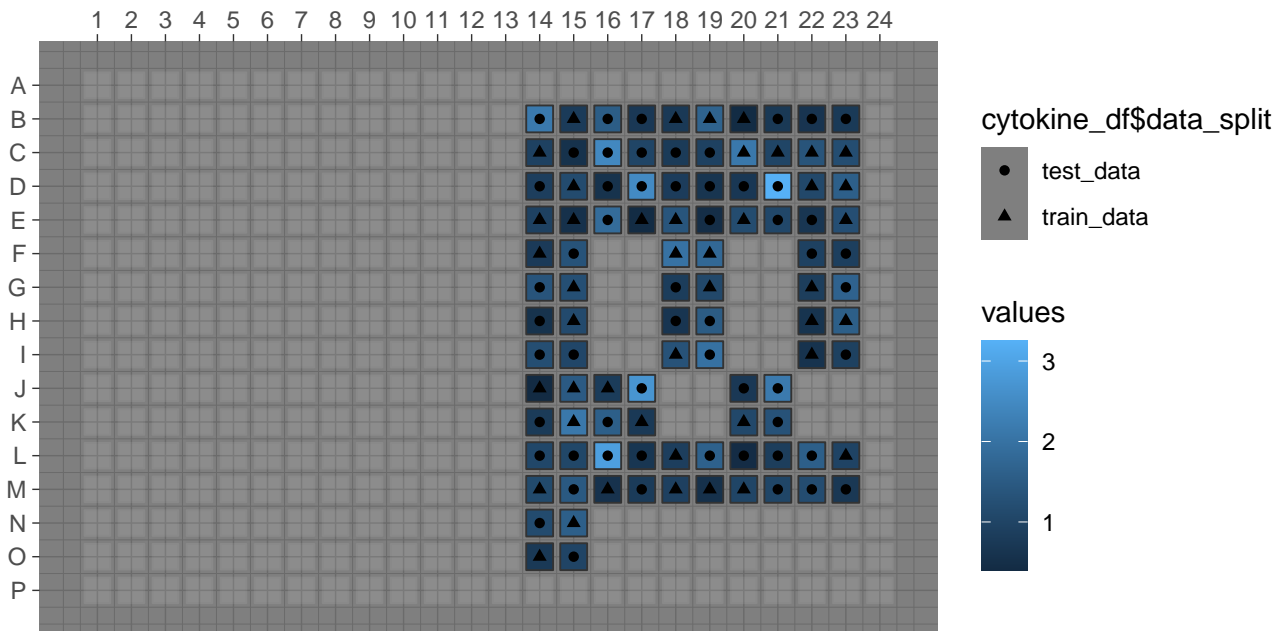 1 2 3 4 5 6 7 8 9 10 11 12 13 14 15 16 17 18 19 20 21 22 23 24
A
B
C
D
E
F
G
H
I
J
K
L
M
N
O
P
cytokine_df$data_split
test_data
train_data
values
3
2
1